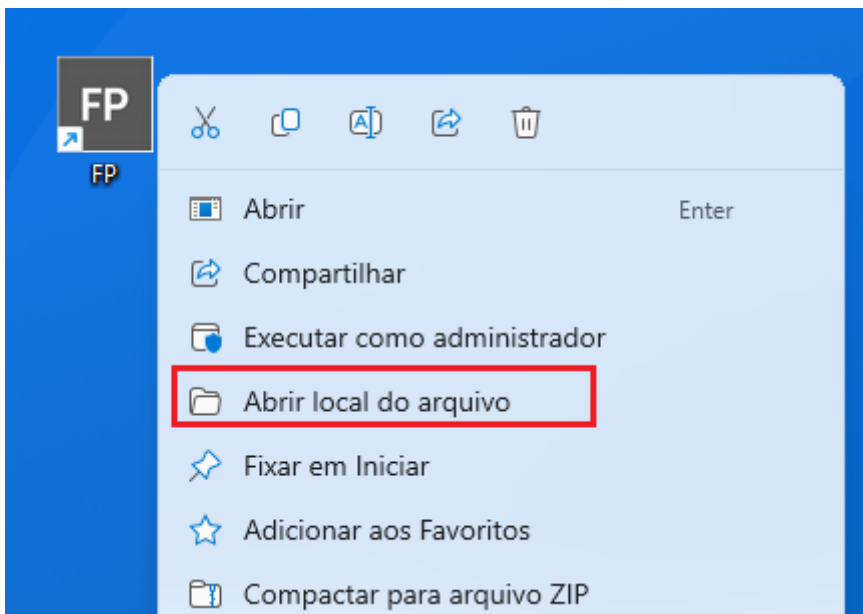 FP
FP
Abrir Enter
Compartilhar
Executar como administrador
Abrir local do arquivo
Fixar em Iniciar
Adicionar aos Favoritos
Compactar para arquivo ZIP